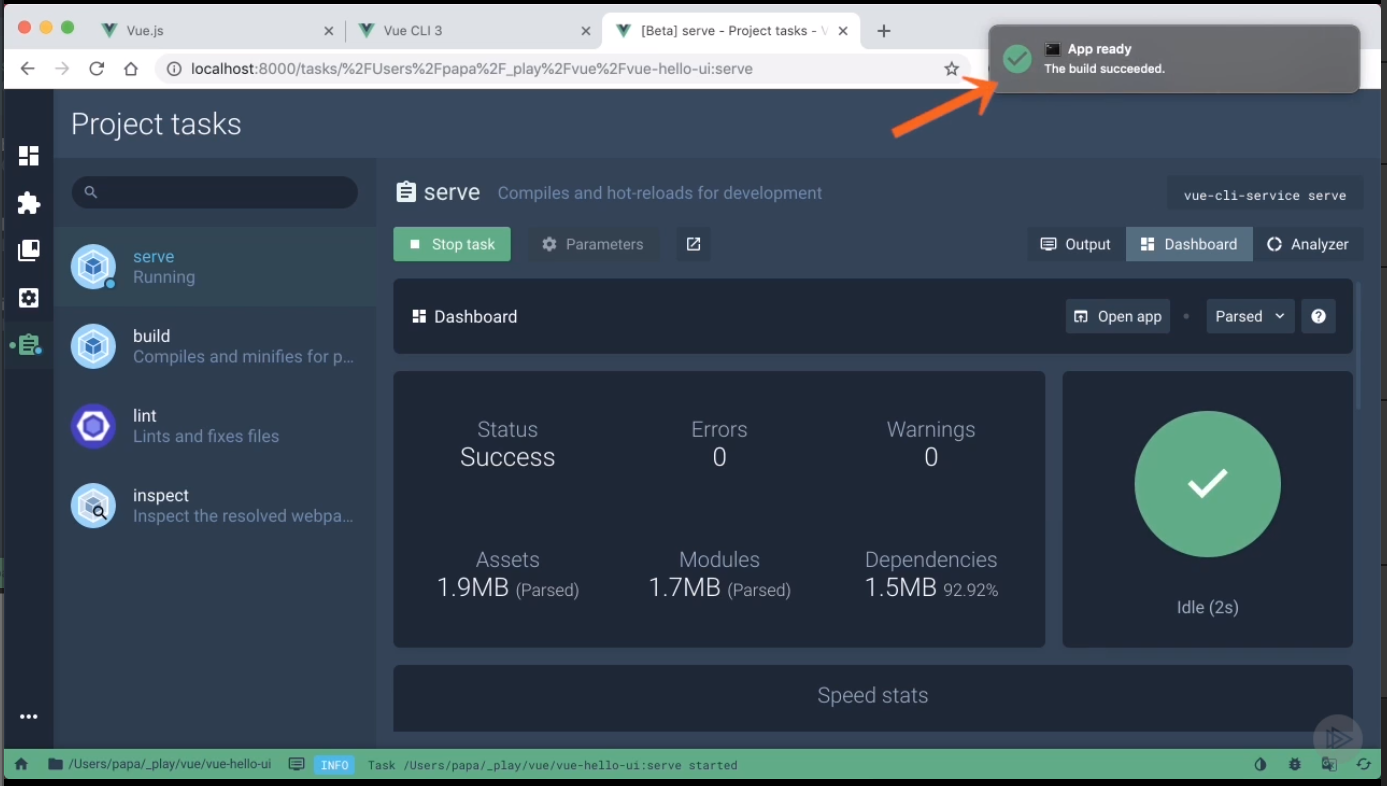 Vue.js
Vue CLI 3
[Beta] serve - Project tasks -
App ready
The build succeeded.
localhost:8000/tasks/%2FUsers%2Fpapa%2F_play%2Fvue%2Fvue-hello-ui:serve
Project tasks
serve
Running
build
Compiles and minifies for p...
lint
Lints and fixes files
inspect
Inspect the resolved webpa...
serve Compiles and hot-reloads for development
vue-cli-service serve
Stop task
Parameters
Output
Dashboard
Analyzer
Dashboard
Open app
Parsed
?
Status
Success
Errors
0
Warnings
0
Assets
1.9MB (Parsed)
Modules
1.7MB (Parsed)
Dependencies
1.5MB 92.92%
Idle (2s)
Speed stats
/Users/papa/_play/vue/vue-hello-ui
INFO
Task /Users/papa/_play/vue/vue-hello-ui:serve started